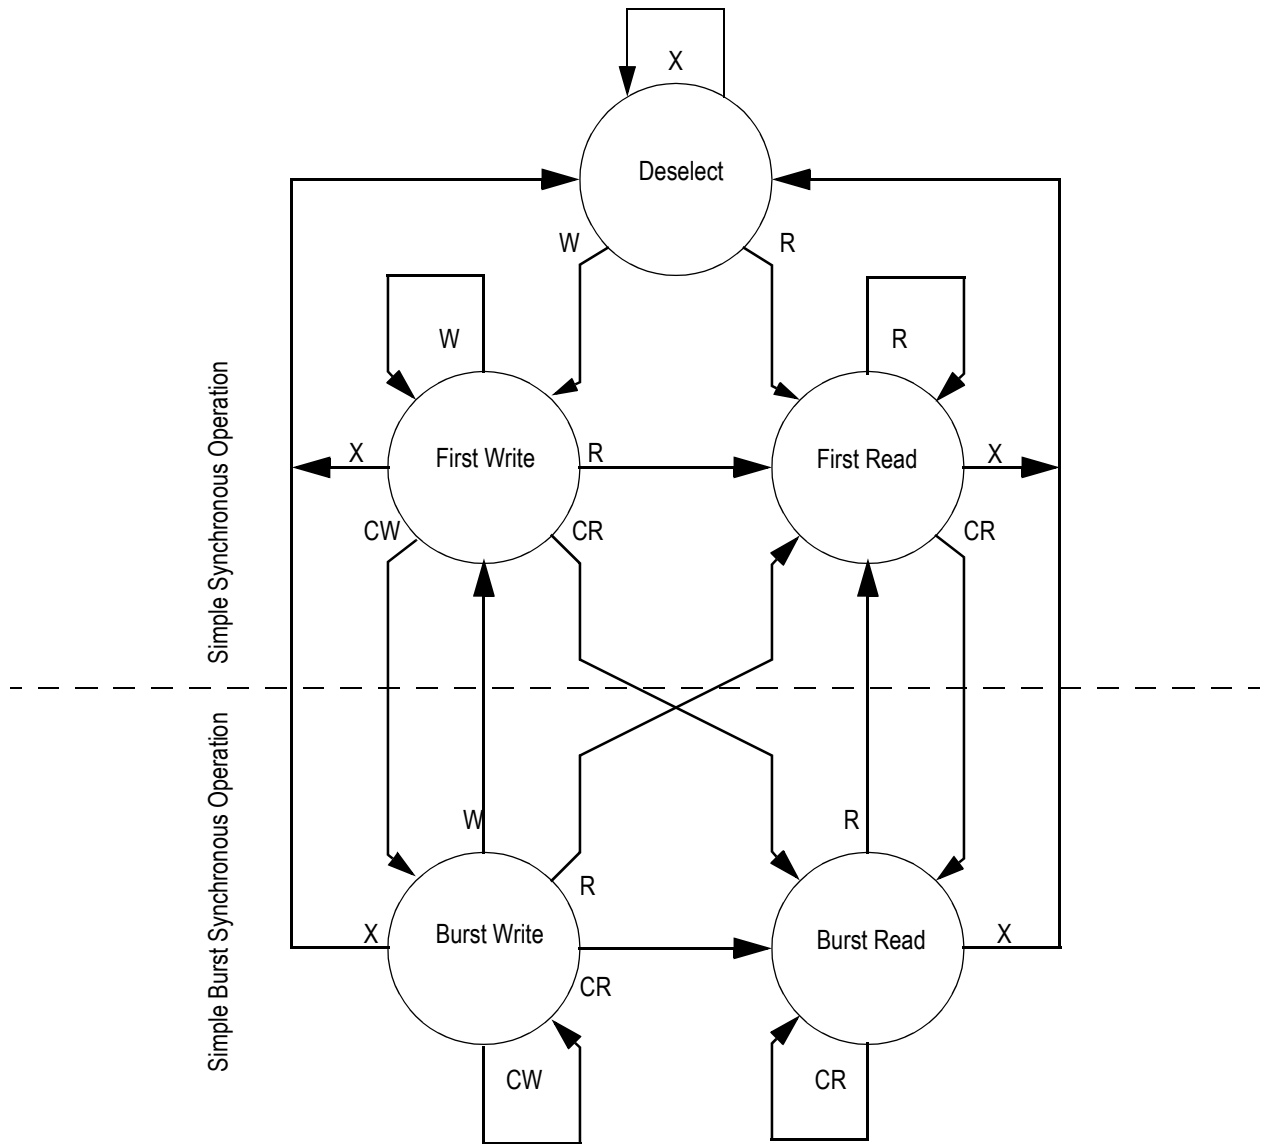 X
Deselect
W
R
W
R
X
First Write
R
First Read
X
CW
CR
CR
Simple Synchronous Operation
Simple Burst Synchronous Operation
W
R
R
X
Burst Write
Burst Read
X
CR
CW
CR